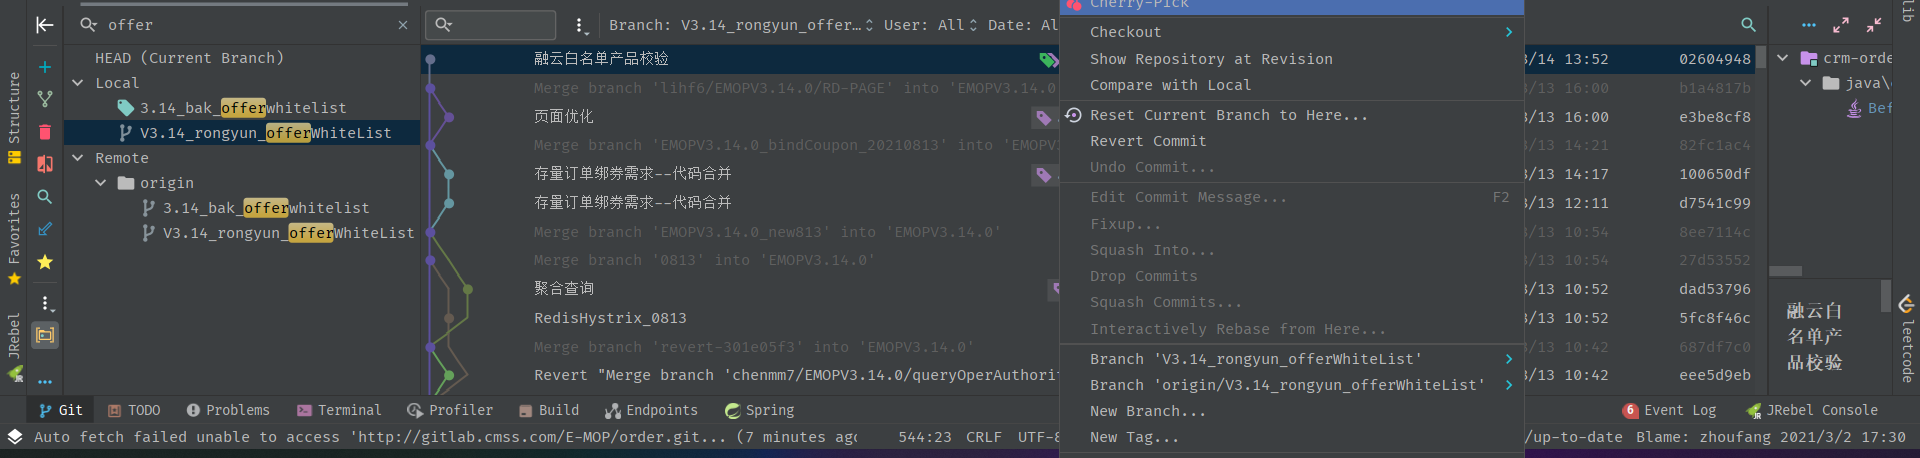 Structure
Favorites
JRebel
offer
HEAD (Current Branch)
Local
3.14_bak_offerwhitelist
V3.14_rongyun_offerWhiteList
Remote
origin
3.14_bak_offerwhitelist
V3.14_rongyun_offerWhiteList
Branch: V3.14_rongyun_offer... User: All Date: Al
融云白名单产品校验
Merge branch 'lihf6/EMOPV3.14.0/RD-PAGE' into 'EMOPV3.14.0
页面优化
Merge branch 'EMOPV3.14.0_bindCoupon_20210813' into 'EMOPV3
存量订单绑券需求--代码合并
存量订单绑券需求--代码合并
Merge branch 'EMOPV3.14.0_new813' into 'EMOPV3.14.0'
Merge branch '0813' into 'EMOPV3.14.0'
聚合查询
RedisHystrix_0813
Merge branch 'revert-301e05f3' into 'EMOPV3.14.0'
Revert "Merge branch 'chenmm7/EMOPV3.14.0/queryOperAuthorit
Cherry-Pick
Checkout
Show Repository at Revision
Compare with Local
Reset Current Branch to Here...
Revert Commit
Undo Commit...
Edit Commit Message... F2
Fixup...
Squash Into...
Drop Commits
Squash Commits...
Interactively Rebase from Here...
Branch 'V3.14_rongyun_offerWhiteList'
Branch 'origin/V3.14_rongyun_offerWhiteList'
New Branch...
New Tag...
/14 13:52 02604948
/13 16:00 b1a4817b
/13 16:00 e3be8cf8
/13 14:21 82fc1ac4
/13 14:17 100650df
/13 12:11 d7541c99
/13 10:54 8ee7114c
/13 10:54 27d53552
/13 10:52 dad53796
/13 10:52 5fc8f46c
/13 10:42 687df7c0
/13 10:42 eee5d9eb
crm-orde
java\
Bef
融云白
名单产
品校验
lib
leetcode
Git TODO Problems Terminal Profiler Build Endpoints Spring
6 Event Log JRebel Console
Auto fetch failed unable to access 'http://gitlab.cmss.com/E-MOP/order.git... (7 minutes ago 544:23 CRLF UTF-8
/up-to-date Blame: zhoufang 2021/3/2 17:30